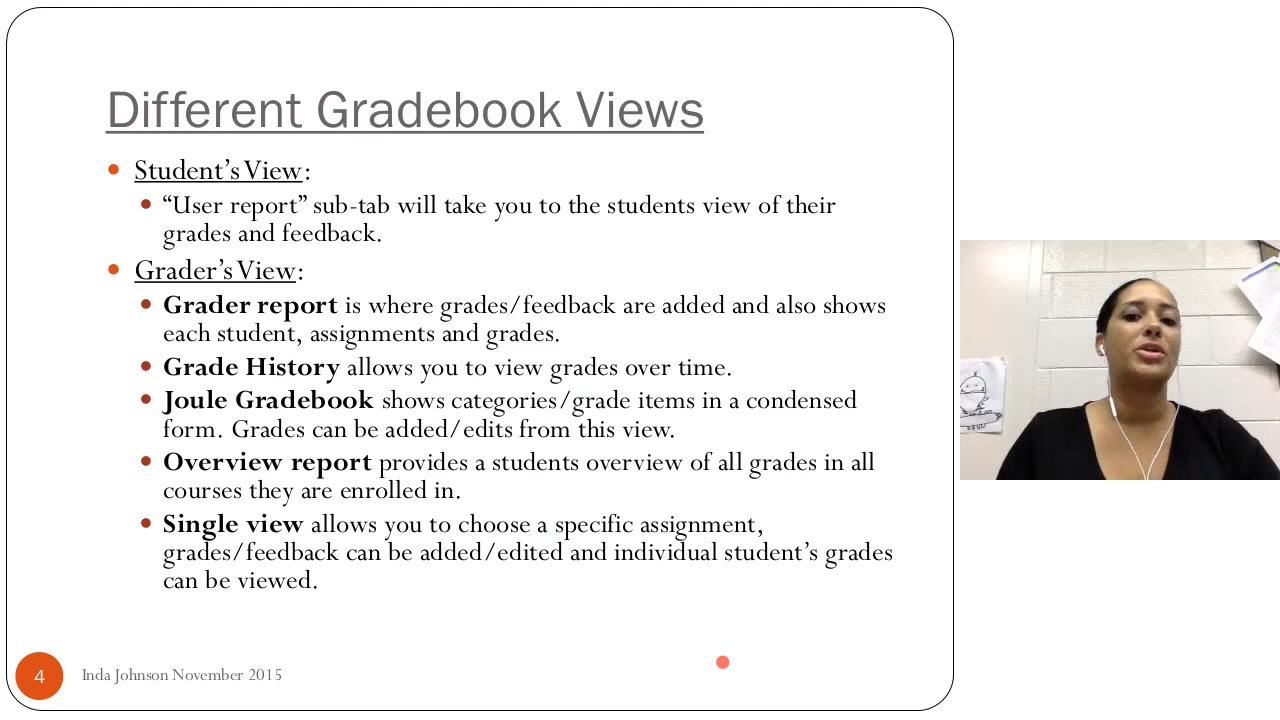 Different Gradebook Views
Student's View:
“User report” sub-tab will take you to the students view of their
grades and feedback.
Grader's View:
Grader report is where grades/feedback are added and also shows
each student, assignments and grades.
Grade History allows you to view grades over time.
Joule Gradebook shows categories/grade items in a condensed
form. Grades can be added/edits from this view.
Overview report provides a students overview of all grades in all
courses they are enrolled in.
Single view allows you to choose a specific assignment,
grades/feedback can be added/edited and individual student's grades
can be viewed.
4
Inda Johnson November 2015